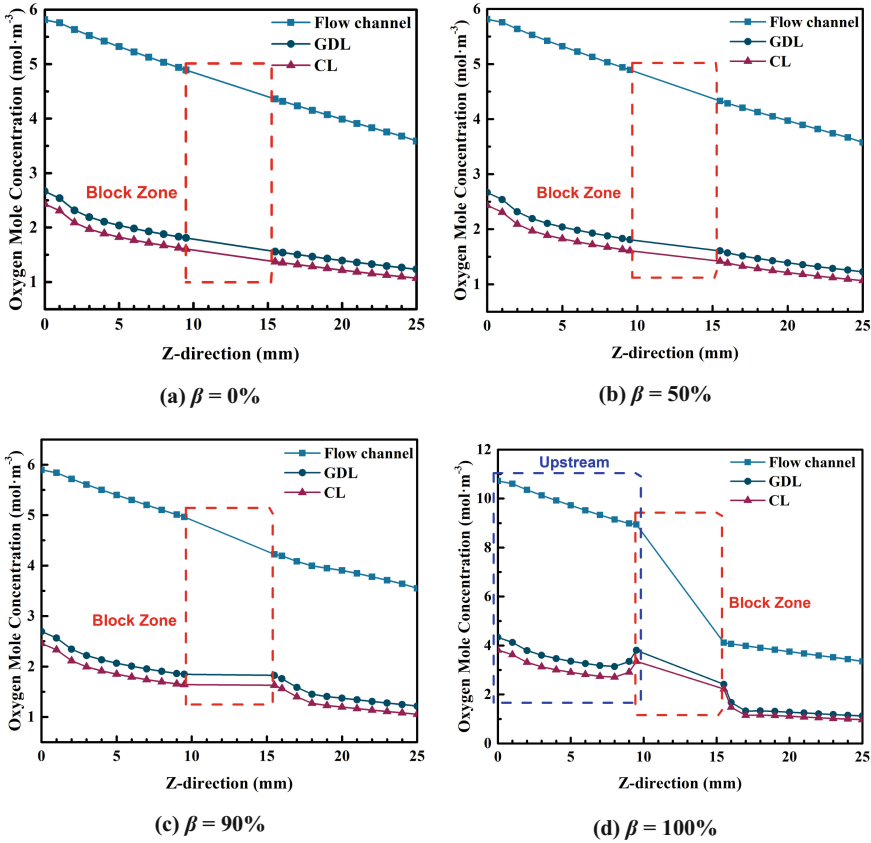 6
5
4
3
2
1
Oxygen Mole Concentration (mol·m⁻³)
Flow channel
GDL
CL
Block Zone
0 5 10 15 20 25
Z-direction (mm)
(a) β = 0%
6
5
4
3
2
1
Oxygen Mole Concentration (mol·m⁻³)
Flow channel
GDL
CL
Block Zone
0 5 10 15 20 25
Z-direction (mm)
(b) β = 50%
6
5
4
3
2
1
Oxygen Mole Concentration (mol·m⁻³)
Flow channel
GDL
CL
Block Zone
0 5 10 15 20 25
Z-direction (mm)
(c) β = 90%
12
10
8
6
4
2
0
Oxygen Mole Concentration (mol·m⁻³)
Upstream
Flow channel
GDL
CL
Block Zone
0 5 10 15 20 25
Z-direction (mm)
(d) β = 100%